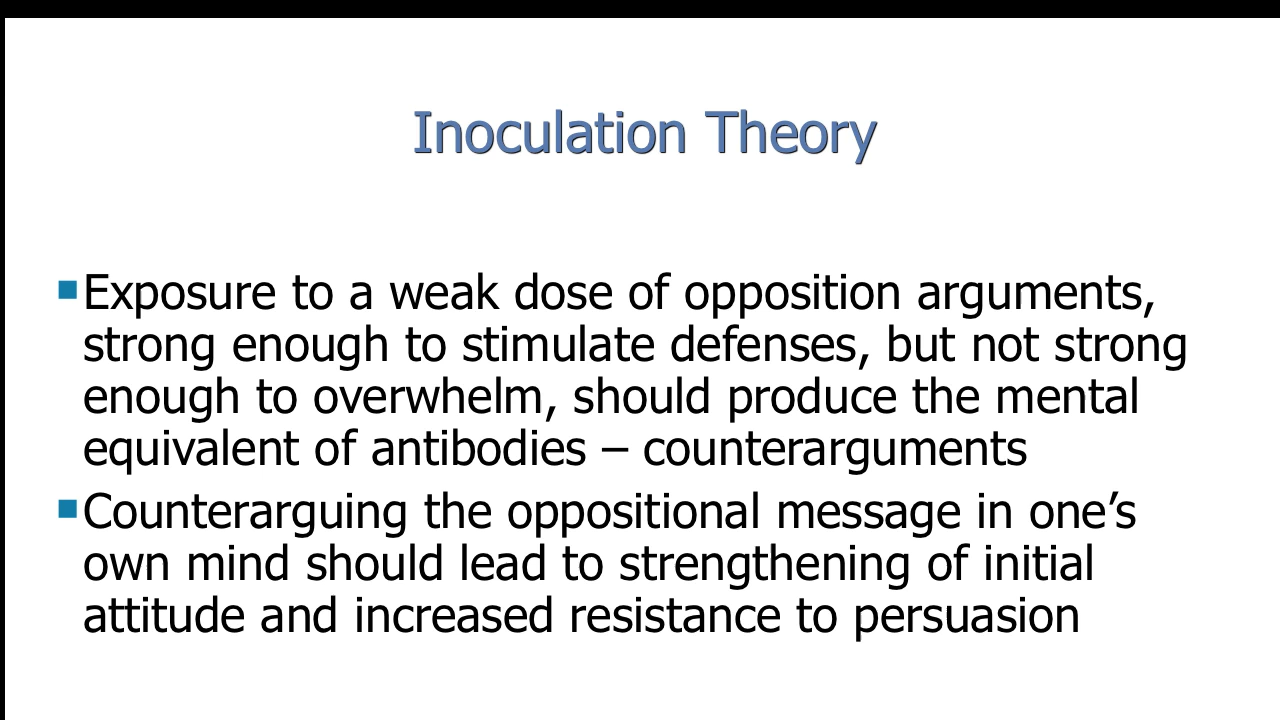 Inoculation Theory
Exposure to a weak dose of opposition arguments,
strong enough to stimulate defenses, but not strong
enough to overwhelm, should produce the mental
equivalent of antibodies – counterarguments
Counterarguing the oppositional message in one’s
own mind should lead to strengthening of initial
attitude and increased resistance to persuasion